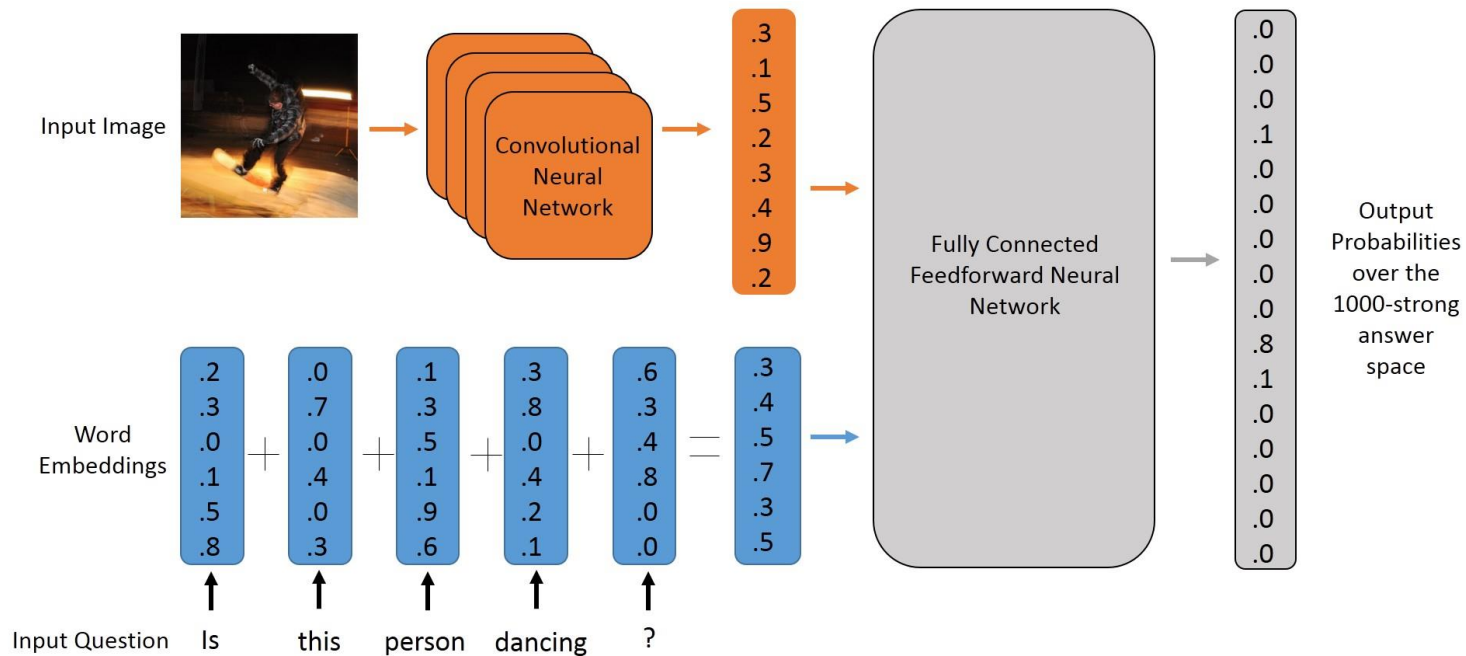 Input Image
Convolutional
Neural
Network
.3
.1
.5
.2
.3
.4
.9
.2
Fully Connected
Feedforward Neural
Network
.0
.0
.0
.1
.0
.0
.0
.0
.0
.8
.1
.0
.0
.0
.0
.0
Output
Probabilities
over the
1000-strong
answer
space
Word
Embeddings
.2 .0 .1 .3 .6 .3
.3 .7 .3 .8 .3 .4
.0 + .0 + .5 + .0 + .4 = .5
.1 .4 .1 .4 .8 .7
.5 .0 .9 .2 .0 .3
.8 .3 .6 .1 .0 .5
Input Question Is this person dancing ?